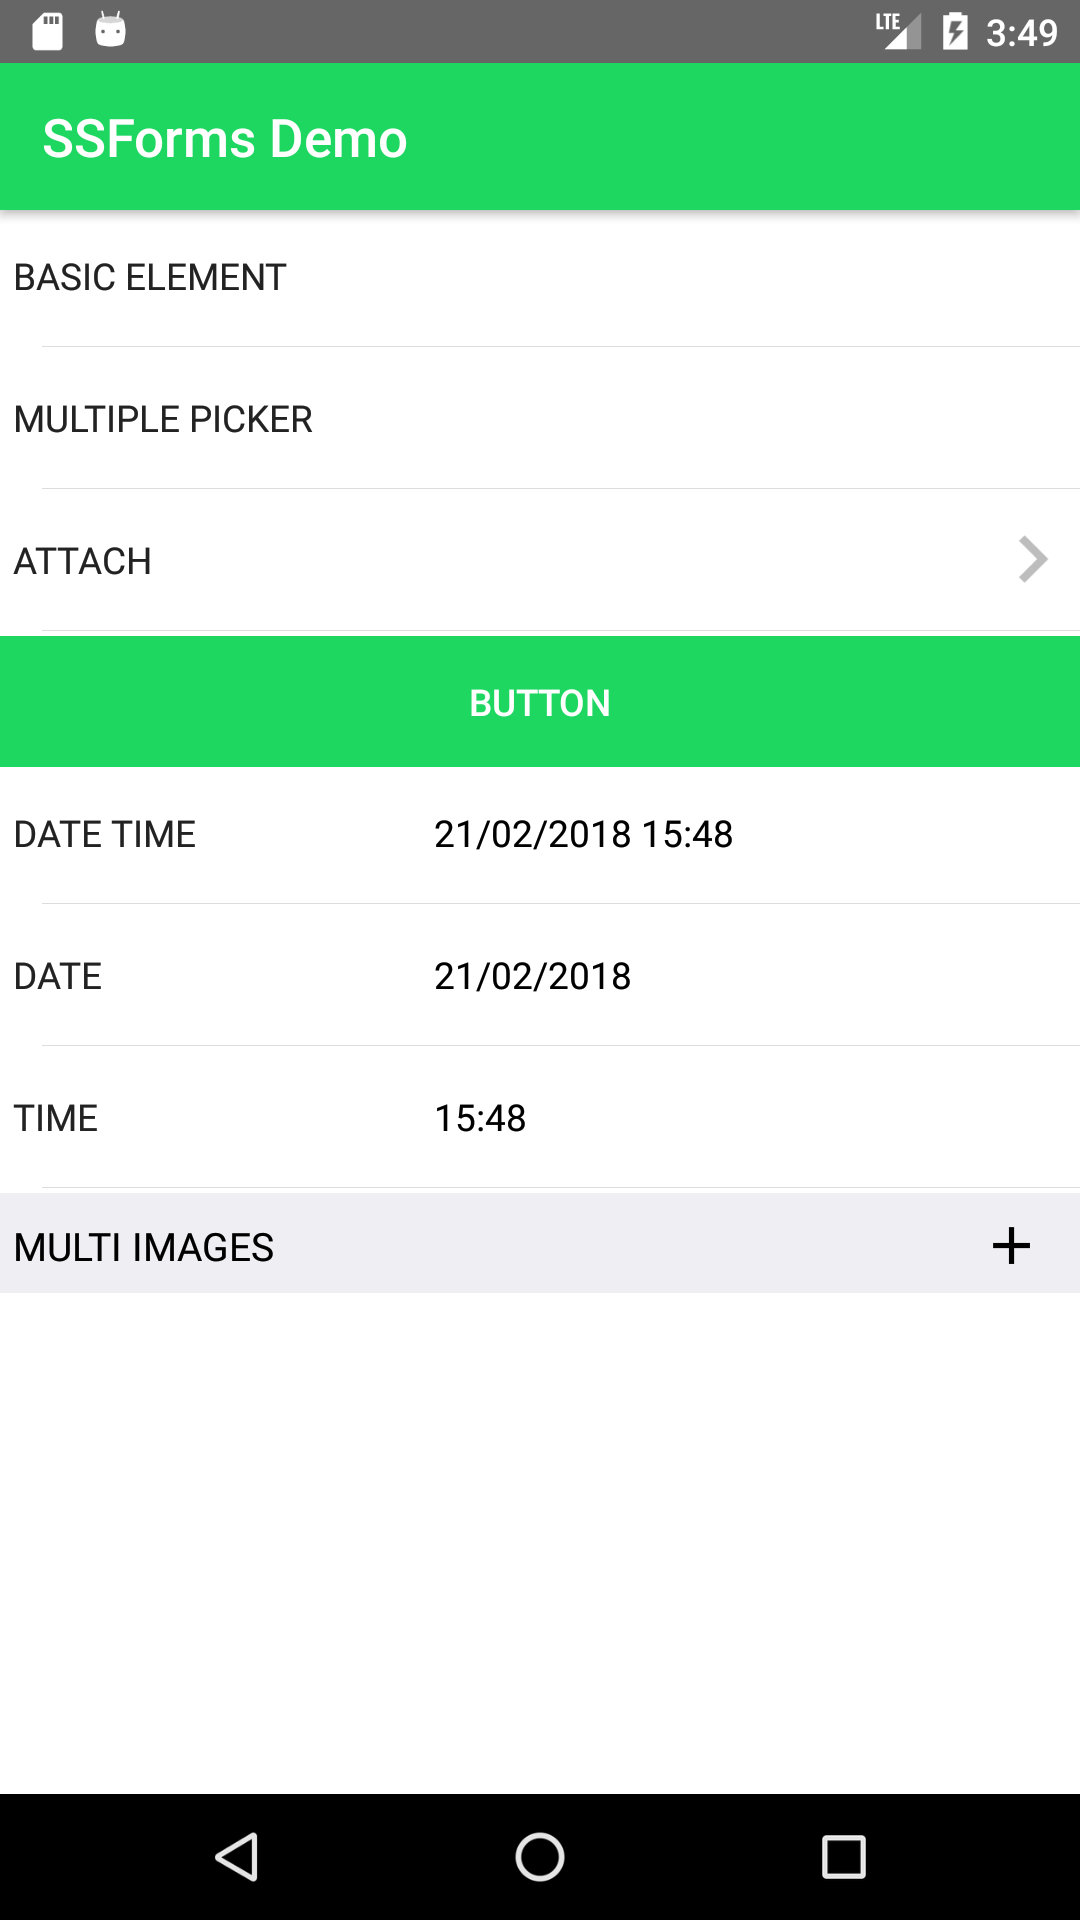 LTE 3:49
SSForms Demo
BASIC ELEMENT
MULTIPLE PICKER
ATTACH
BUTTON
DATE TIME 21/02/2018 15:48
DATE 21/02/2018
TIME 15:48
MULTI IMAGES